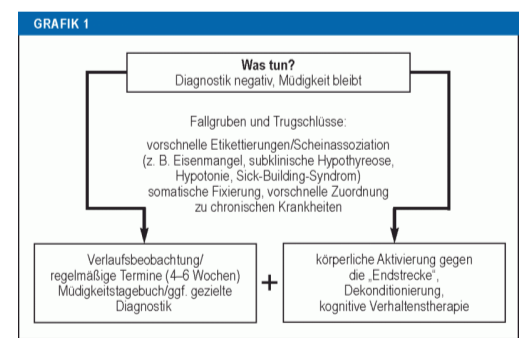 GRAFIK 1
Was tun?
Diagnostik negativ, Müdigkeit bleibt
Fallgruben und Trugschlüsse:
vorschnelle Etikettierungen/Scheinassoziation
(z. B. Eisenmangel, subklinische Hypothyreose,
Hypotonie, Sick-Building-Syndrom)
somatische Fixierung, vorschnelle Zuordnung
zu chronischen Krankheiten
Verlaufsbeobachtung/
regelmäßige Termine (4–6 Wochen)
Müdigkeitstagebuch/ggf. gezielte
Diagnostik
+
körperliche Aktivierung gegen
die „Endstrecke“,
Dekonditionierung,
kognitive Verhaltenstherapie